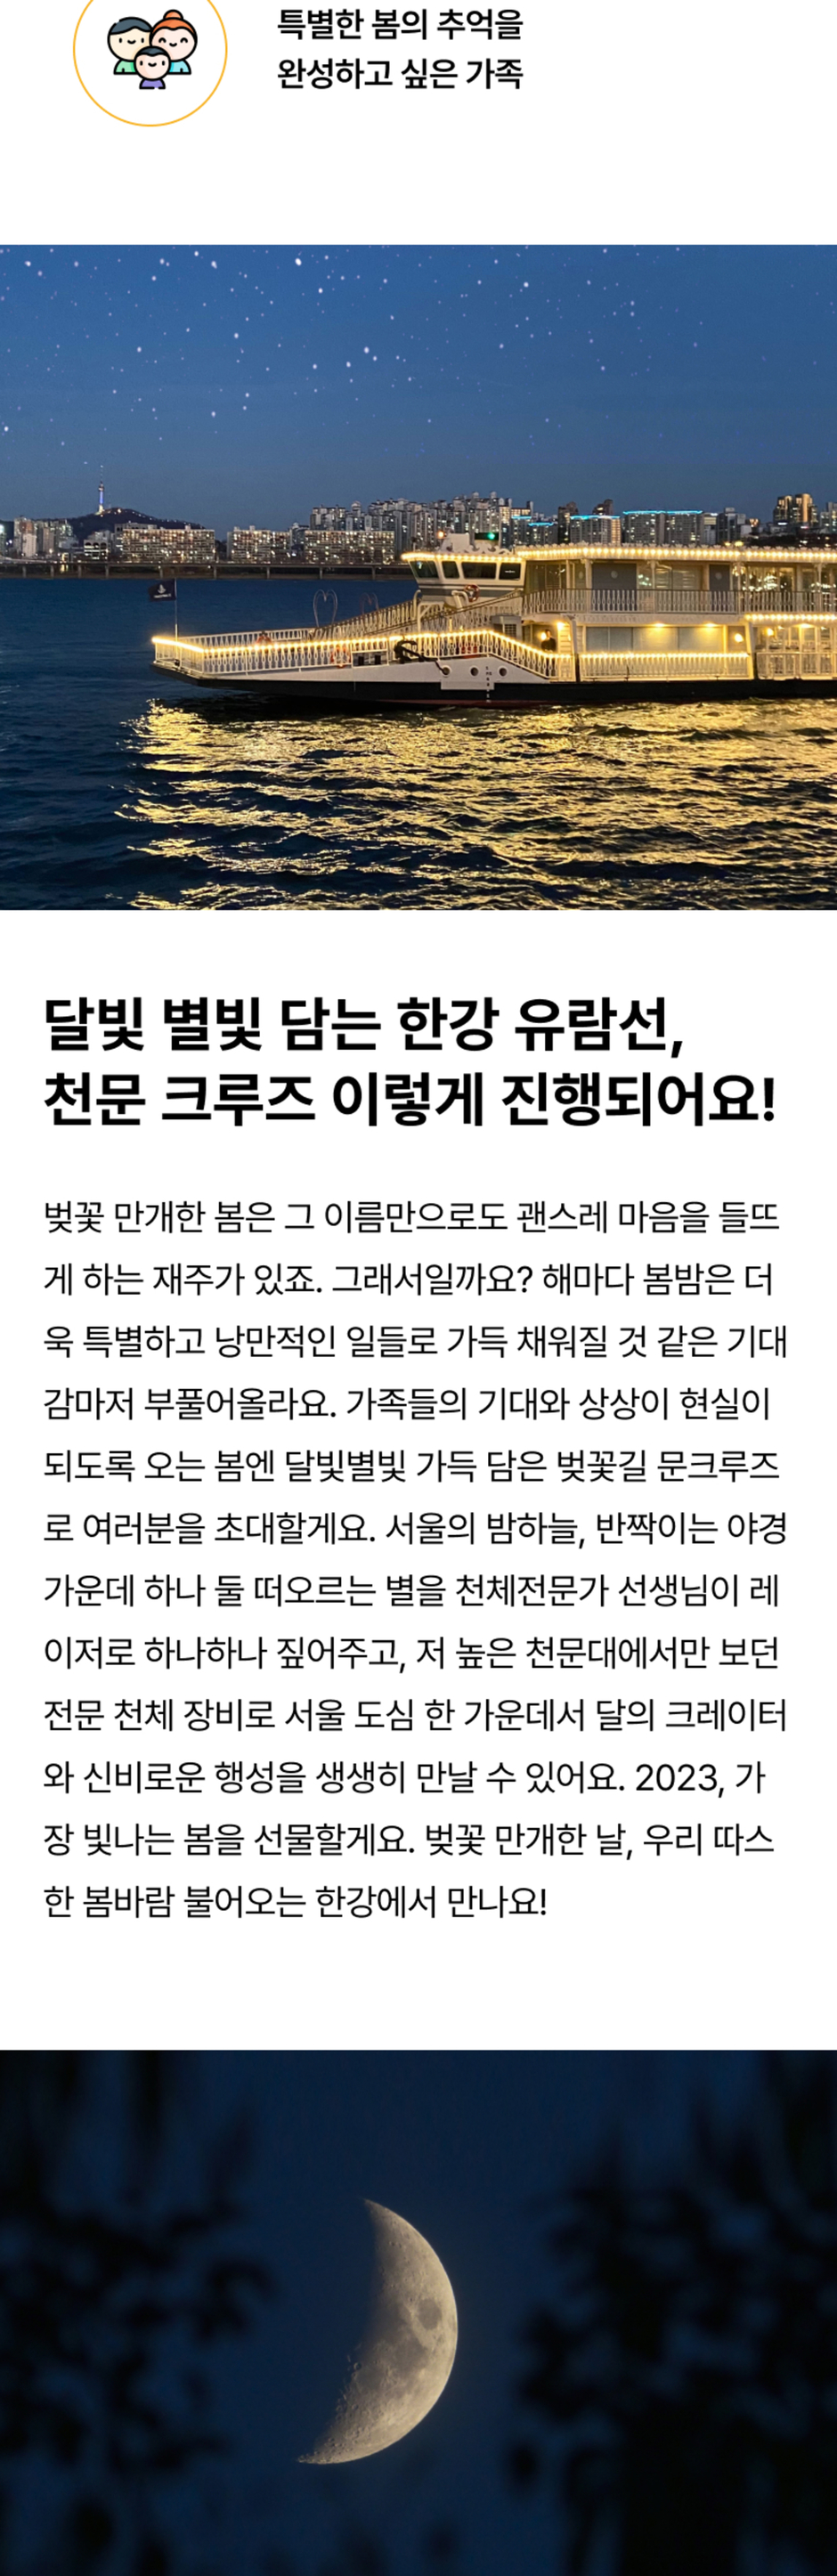 특별한 봄의 추억을
완성하고 싶은 가족
달빛 별빛 담는 한강 유람선,
천문 크루즈 이렇게 진행되어요!
벚꽃 만개한 봄은 그 이름만으로도 괜스레 마음을 들뜨
게 하는 재주가 있죠. 그래서일까요? 해마다 봄밤은 더
욱 특별하고 낭만적인 일들로 가득 채워질 것 같은 기대
감마저 부풀어올라요. 가족들의 기대와 상상이 현실이
되도록 오는 봄엔 달빛별빛 가득 담은 벚꽃길 문크루즈
로 여러분을 초대할게요. 서울의 밤하늘, 반짝이는 야경
가운데 하나 둘 떠오르는 별을 천체전문가 선생님이 레
이저로 하나하나 짚어주고, 저 높은 천문대에서만 보던
전문 천체 장비로 서울 도심 한 가운데서 달의 크레이터
와 신비로운 행성을 생생히 만날 수 있어요. 2023, 가
장 빛나는 봄을 선물할게요. 벚꽃 만개한 날, 우리 따스
한 봄바람 불어오는 한강에서 만나요!